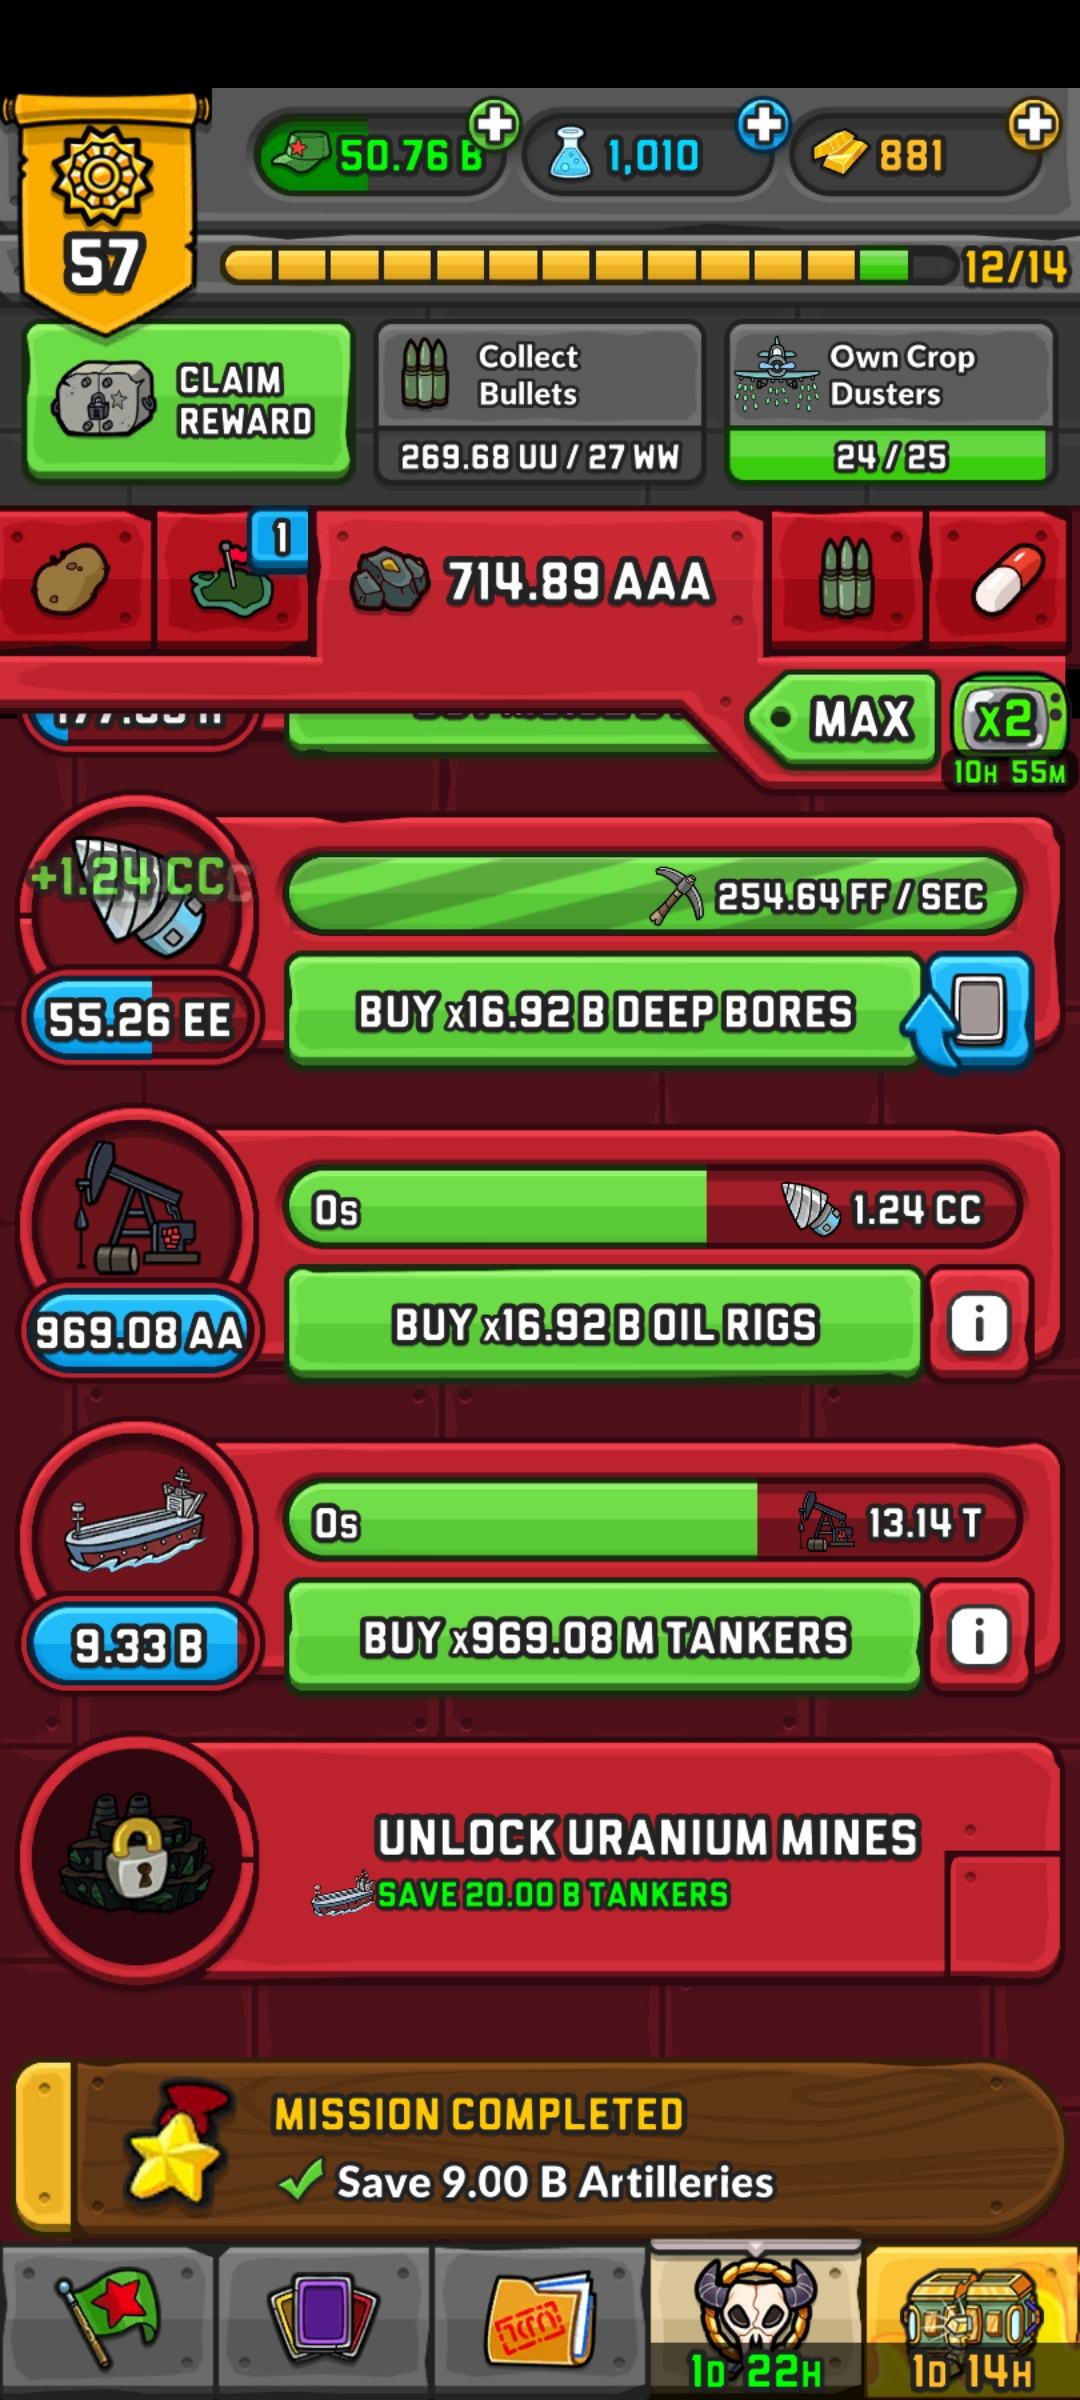 50.76 B
1,010
881
57
12/14
CLAIM
REWARD
Collect
Bullets
269.68 UU / 27 WW
Own Crop
Dusters
24 / 25
1
714.89 AAA
MAX
x2
10H 55M
+1.24 CC
254.64 FF / SEC
55.26 EE
BUY x16.92 B DEEP BORES
0s
1.24 CC
969.08 AA
BUY x16.92 B OIL RIGS
i
0s
13.14 T
9.33 B
BUY x969.08 M TANKERS
i
UNLOCK URANIUM MINES
SAVE 20.00 B TANKERS
MISSION COMPLETED
Save 9.00 B Artilleries
1D 22H
1D 14H